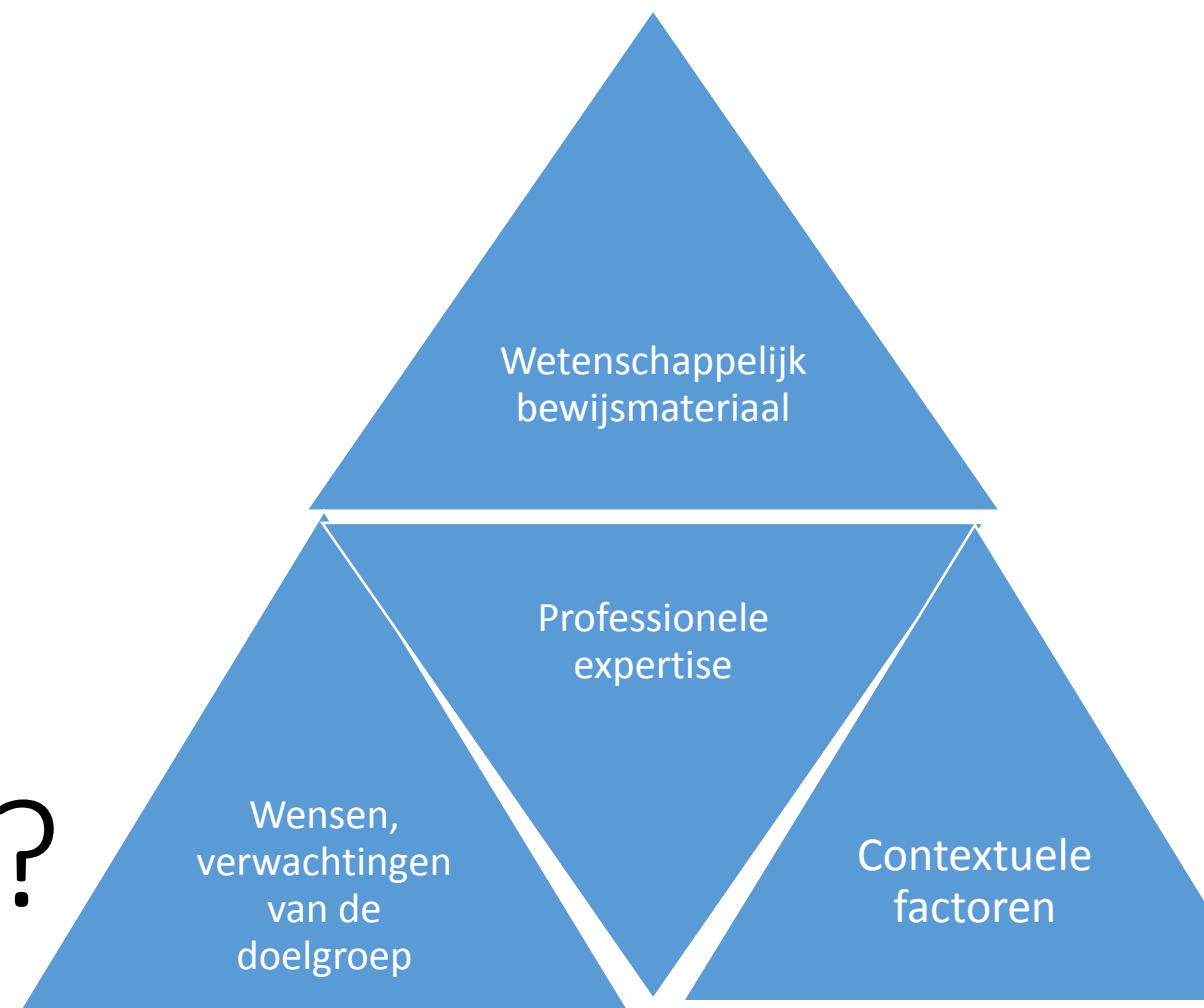 Wetenschappelijk
bewijsmateriaal
Professionele
expertise
?
Wensen,
verwachtingen
van de
doelgroep
Contextuele
factoren